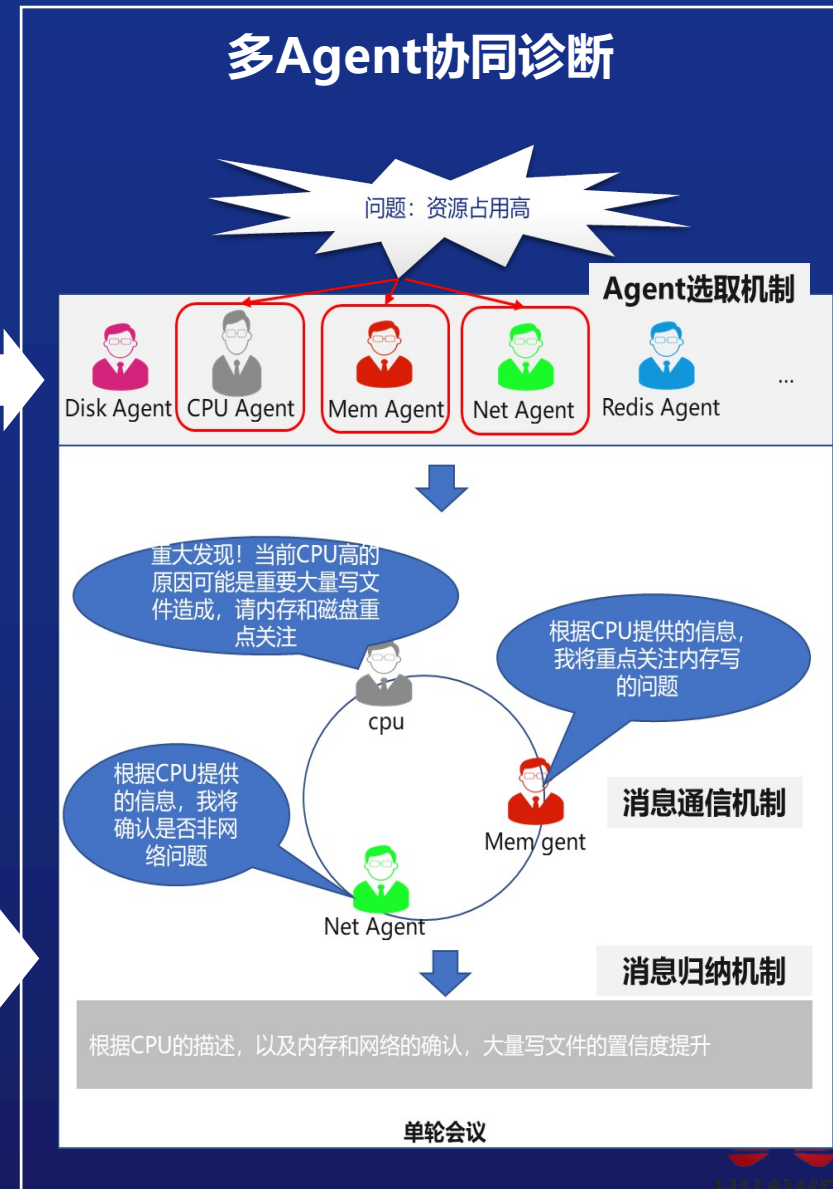 多Agent协同诊断
问题：资源占用高
Agent选取机制
Disk Agent
CPU Agent
Mem Agent
Net Agent
Redis Agent
...
重大发现！当前CPU高的
原因可能是重要大量写文
件造成，请内存和磁盘重
点关注
根据CPU提供的信息，
我将重点关注内存写
的问题
cpu
根据CPU提供
的信息，我将
确认是否非网
络问题
消息通信机制
Mem gent
Net Agent
消息归纳机制
根据CPU的描述，以及内存和网络的确认，大量写文件的置信度提升
单轮会议